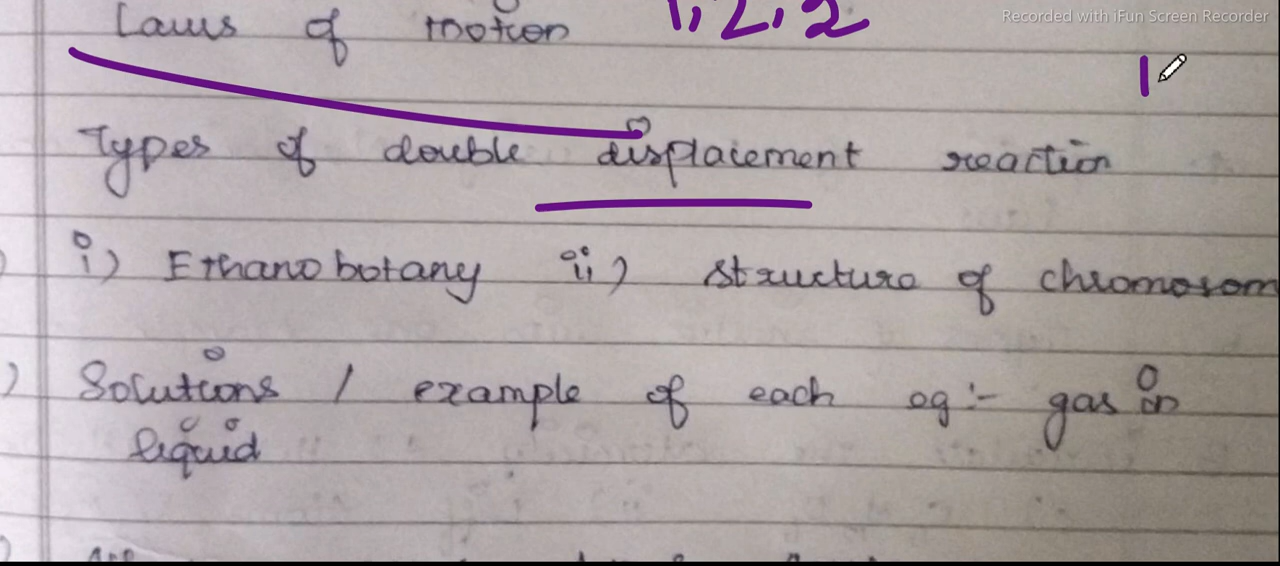 Recorded with iFun Screen Recorder
Laws of motion 1, 2, 2
Types of double displacement reaction
i) Ethanobotany ii) structure of chromosom
Solutions / example of each eg:- gas in
liquid